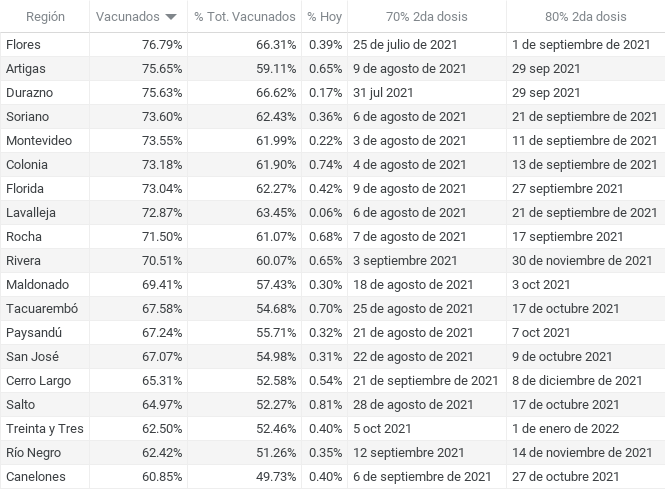 Región Vacunados % Tot. Vacunados % Hoy 70% 2da dosis 80% 2da dosis
Flores 76.79% 66.31% 0.39% 25 de julio de 2021 1 de septiembre de 2021
Artigas 75.65% 59.11% 0.65% 9 de agosto de 2021 29 sep 2021
Durazno 75.63% 66.62% 0.17% 31 jul 2021 29 sep 2021
Soriano 73.60% 62.43% 0.36% 6 de agosto de 2021 21 de septiembre de 2021
Montevideo 73.55% 61.99% 0.22% 3 de agosto de 2021 11 de septiembre de 2021
Colonia 73.18% 61.90% 0.74% 4 de agosto de 2021 13 de septiembre de 2021
Florida 73.04% 62.27% 0.42% 9 de agosto de 2021 27 septiembre 2021
Lavalleja 72.87% 63.45% 0.06% 6 de agosto de 2021 21 de septiembre de 2021
Rocha 71.50% 61.07% 0.68% 7 de agosto de 2021 17 septiembre 2021
Rivera 70.51% 60.07% 0.65% 3 septiembre 2021 30 de noviembre de 2021
Maldonado 69.41% 57.43% 0.30% 18 de agosto de 2021 3 oct 2021
Tacuarembó 67.58% 54.68% 0.70% 25 de agosto de 2021 17 de octubre de 2021
Paysandú 67.24% 55.71% 0.32% 21 de agosto de 2021 7 oct 2021
San José 67.07% 54.98% 0.31% 22 de agosto de 2021 9 de octubre de 2021
Cerro Largo 65.31% 52.58% 0.54% 21 de septiembre de 2021 8 de diciembre de 2021
Salto 64.97% 52.27% 0.81% 28 de agosto de 2021 17 de octubre de 2021
Treinta y Tres 62.50% 52.46% 0.40% 5 oct 2021 1 de enero de 2022
Río Negro 62.42% 51.26% 0.35% 12 septiembre 2021 14 de noviembre de 2021
Canelones 60.85% 49.73% 0.40% 6 de septiembre de 2021 27 de octubre de 2021